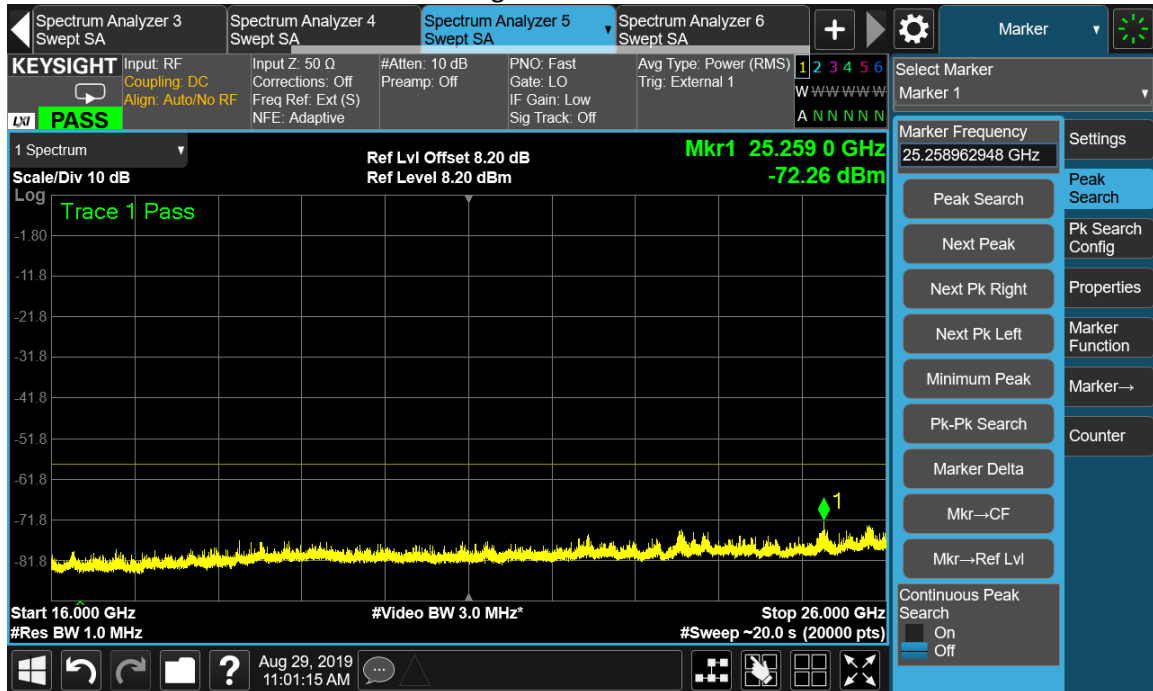 Spectrum Analyzer 3
Swept SA
Spectrum Analyzer 4
Swept SA
Spectrum Analyzer 5
Swept SA
Spectrum Analyzer 6
Swept SA
+
Marker
KEYSIGHT
LXI
PASS
Input: RF
Coupling: DC
Align: Auto/No RF
Input Z: 50 Ω
Corrections: Off
Freq Ref: Ext (S)
NFE: Adaptive
#Atten: 10 dB
Preamp: Off
PNO: Fast
Gate: LO
IF Gain: Low
Sig Track: Off
Avg Type: Power (RMS)
Trig: External 1
1 2 3 4 5 6
W W W W W W
A N N N N N
Select Marker
Marker 1
1 Spectrum
Scale/Div 10 dB
Ref Lvl Offset 8.20 dB
Ref Level 8.20 dBm
Mkr1 25.259 0 GHz
-72.26 dBm
Log
Trace 1 Pass
-1.80
-11.8
-21.8
-31.8
-41.8
-51.8
-61.8
-71.8
-81.8
1
Start 16.000 GHz
#Res BW 1.0 MHz
#Video BW 3.0 MHz*
Stop 26.000 GHz
#Sweep ~20.0 s (20000 pts)
Marker Frequency
25.258962948 GHz
Peak Search
Next Peak
Next Pk Right
Next Pk Left
Minimum Peak
Pk-Pk Search
Marker Delta
Mkr→CF
Mkr→Ref Lvl
Continuous Peak
Search
On
Off
Settings
Peak
Search
Pk Search
Config
Properties
Marker
Function
Marker→
Counter
?
Aug 29, 2019
11:01:15 AM